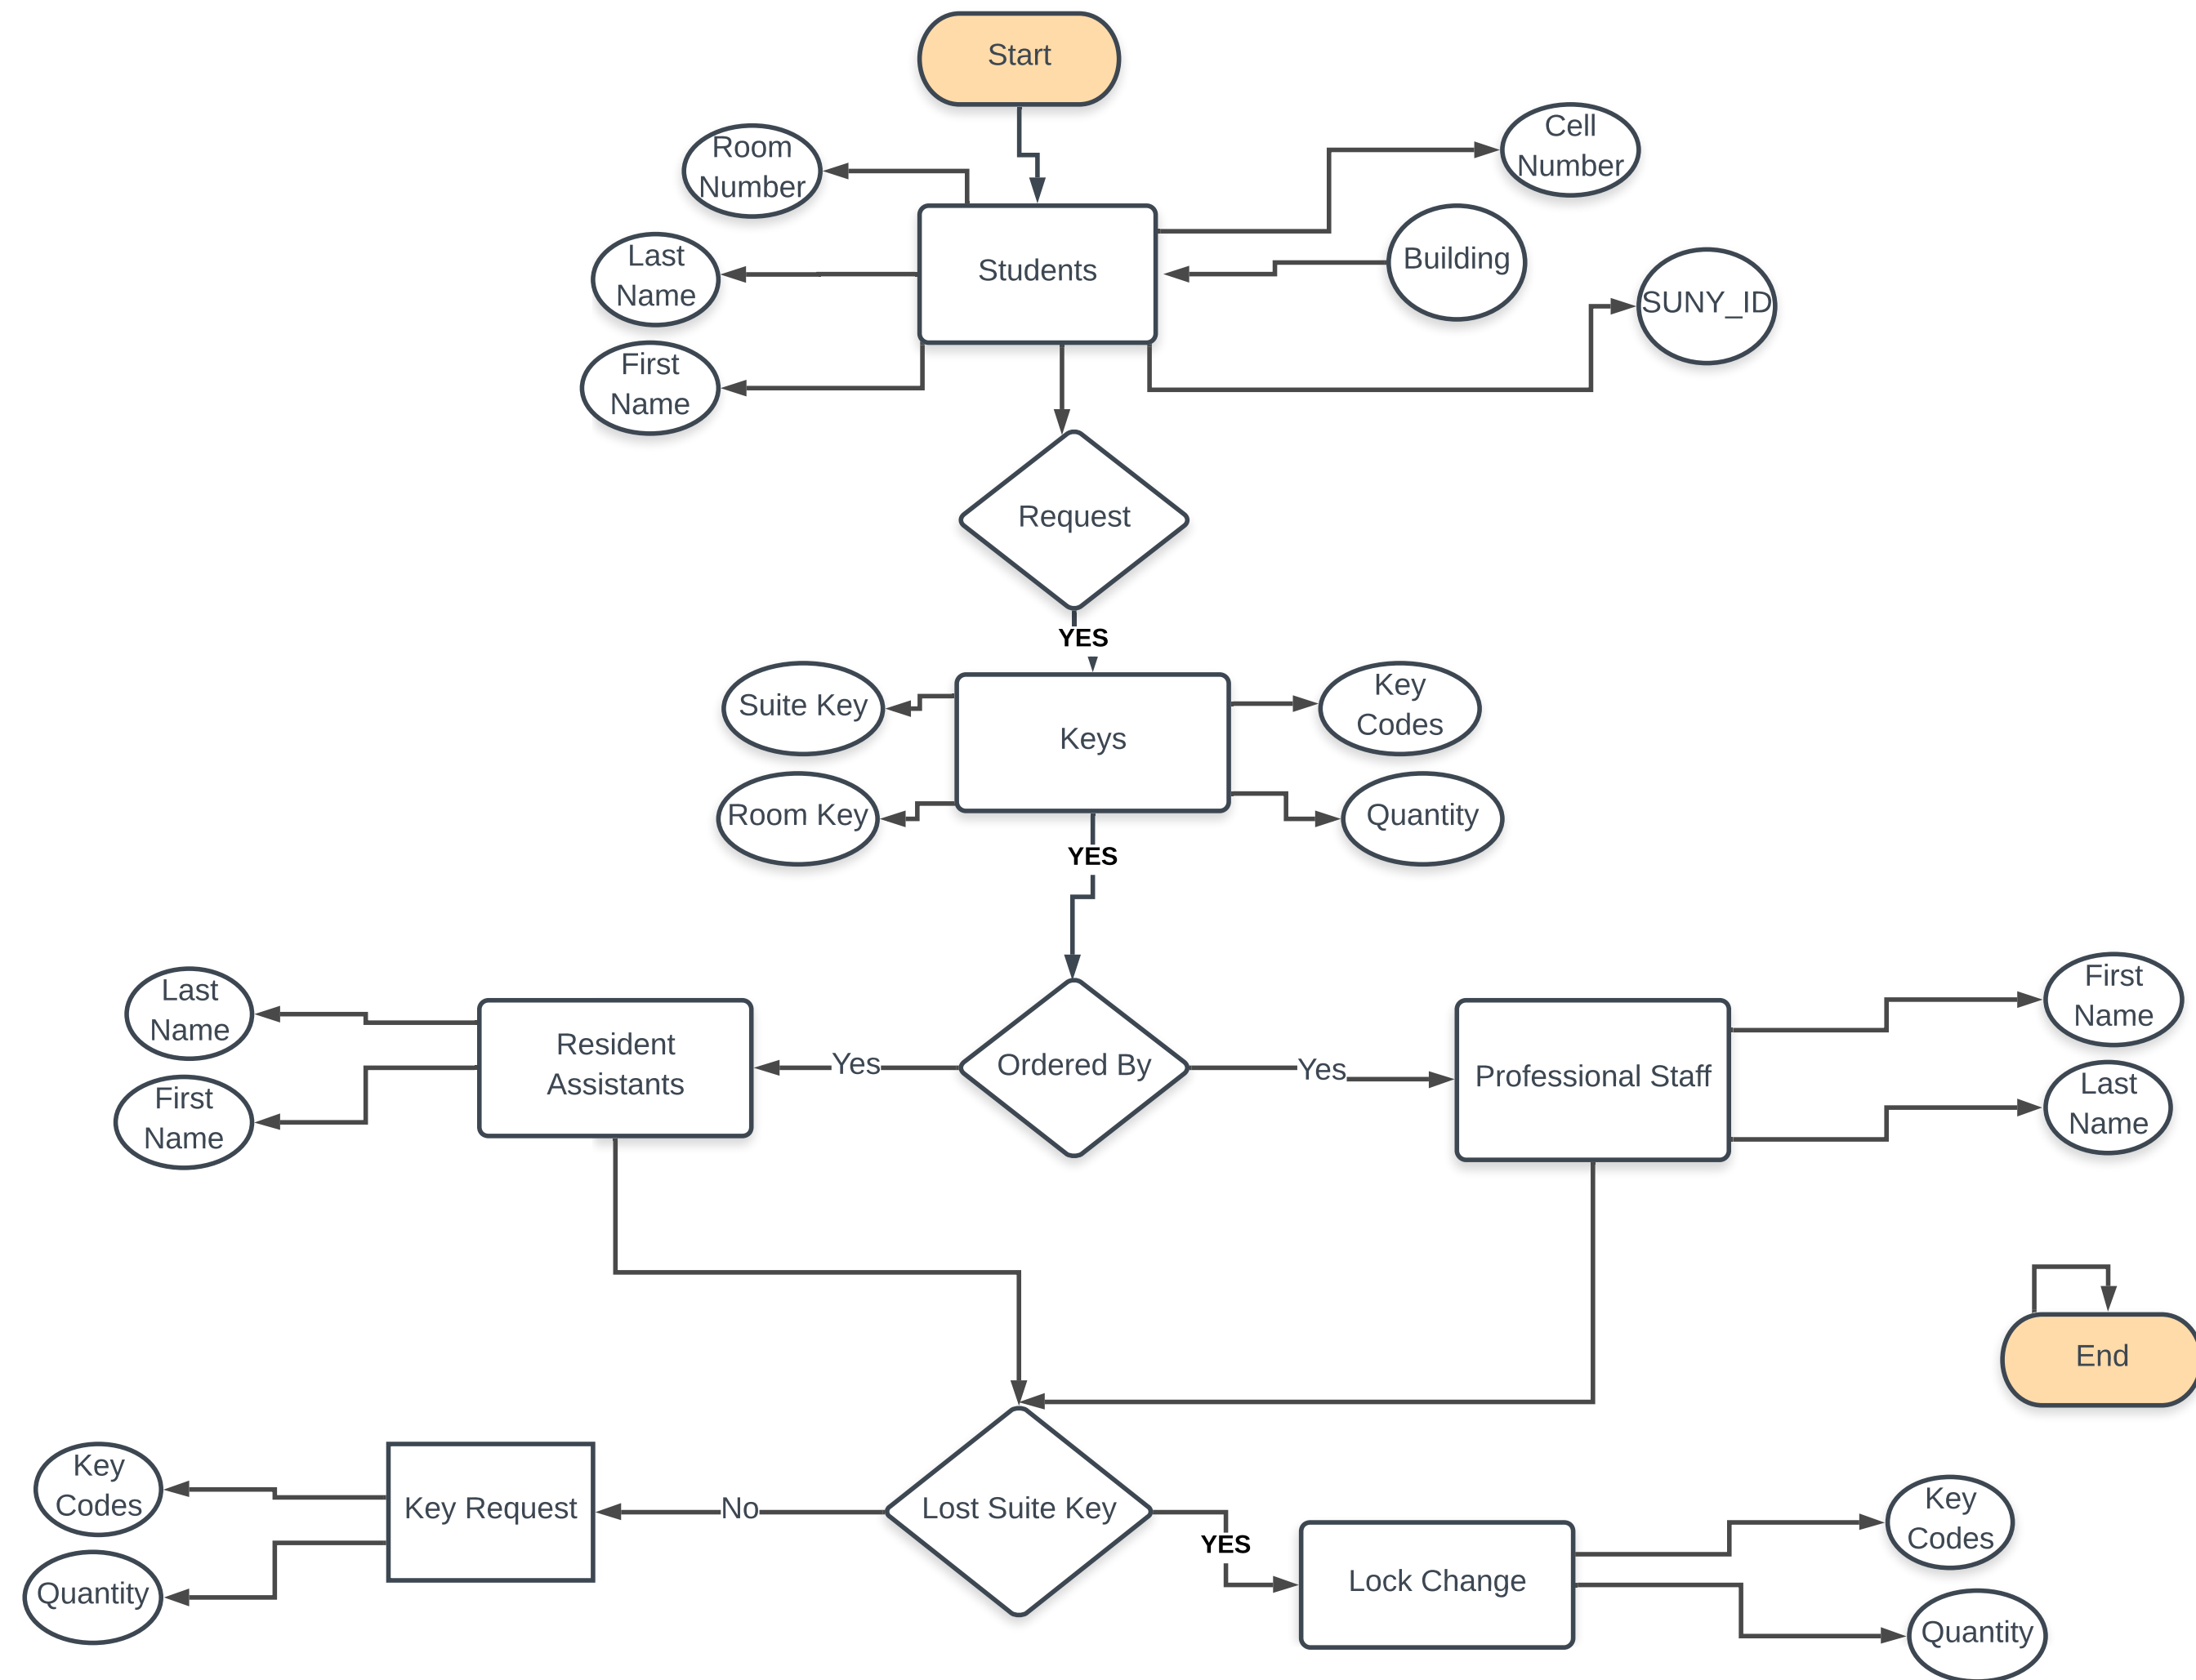 Start
Room
Number
Cell
Number
Last
Name
Students
Building
SUNY_ID
First
Name
Request
YES
Suite Key
Keys
Key
Codes
Room Key
Quantity
YES
Last
Name
First
Name
Resident
Assistants
Yes
Ordered By
Yes
Professional Staff
First
Name
Last
Name
End
Key
Codes
Quantity
Key Request
No
Lost Suite Key
YES
Lock Change
Key
Codes
Quantity